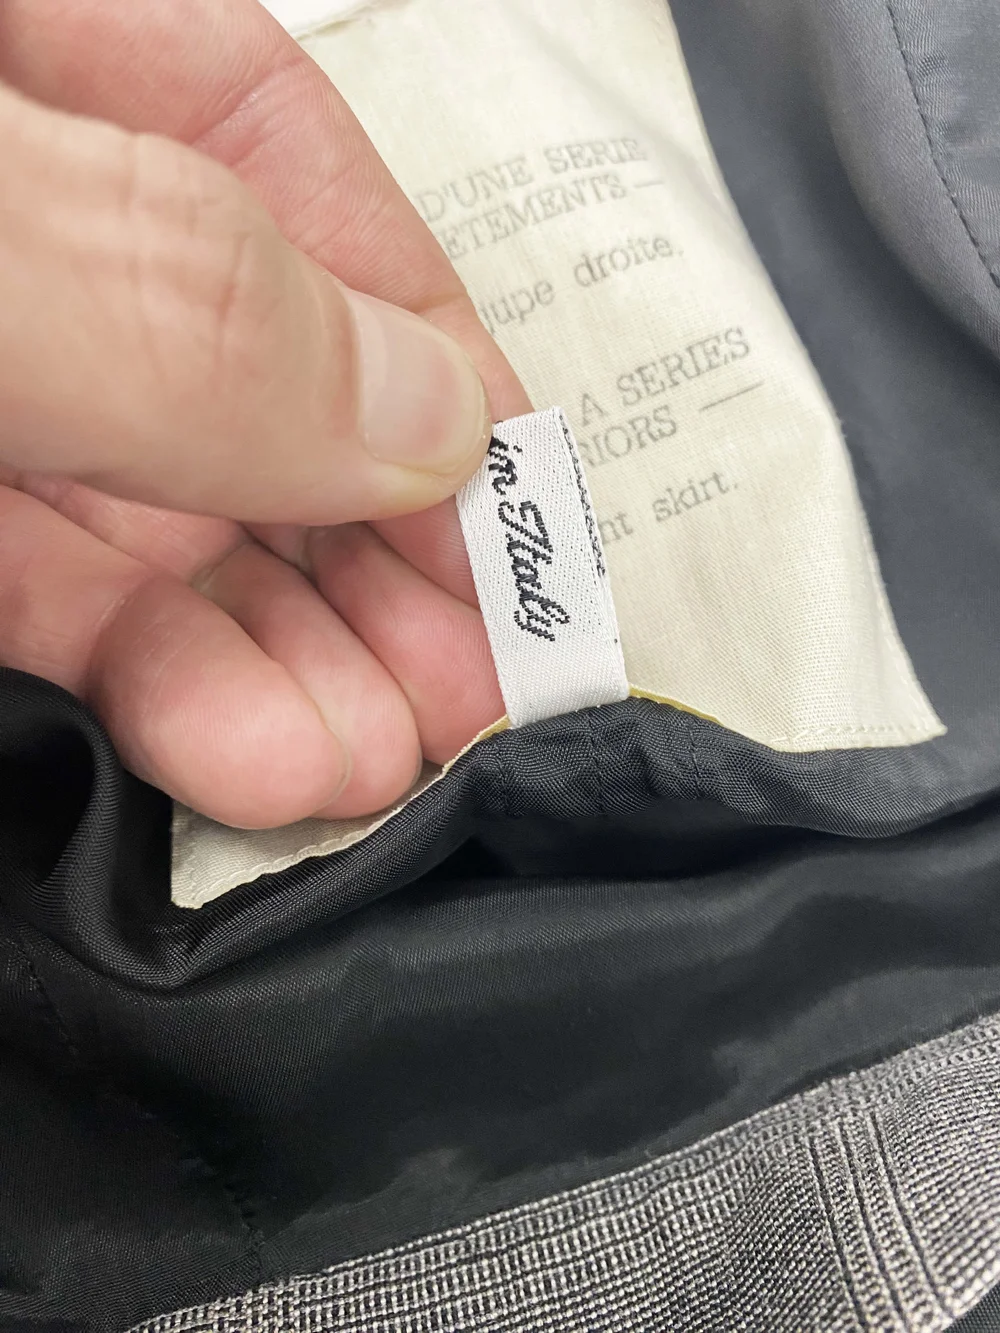 D'UNE SERIE
ETEMENTS—
jupe droite.
A SERIES
RIORS —
nt skirt.
in Italy